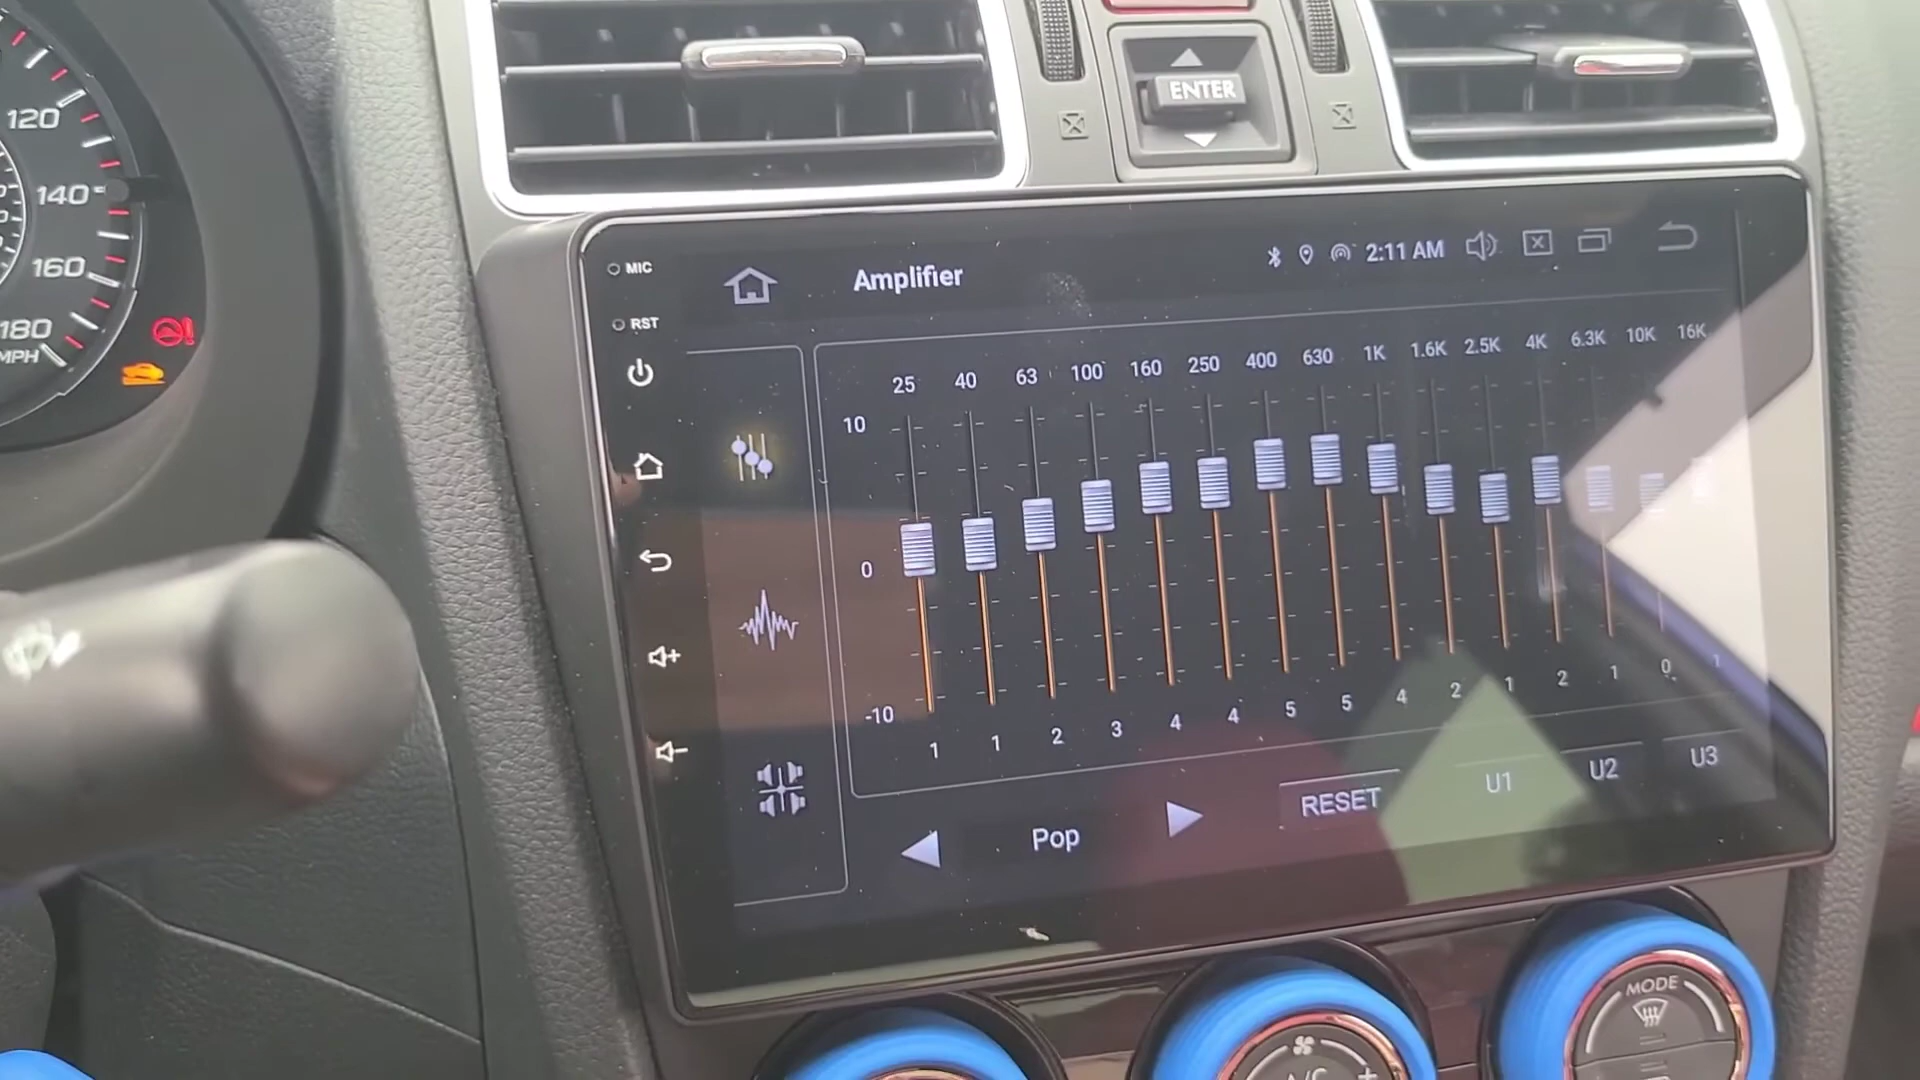 120
140
160
180
MPH
ENTER
MIC
RST
Amplifier
2:11 AM
25 40 63 100 160 250 400 630 1K 1.6K 2.5K 4K 6.3K 10K 16K
10
0
-10
1 1 2 3 4 4 5 5 4 2 1 2 1 0 1
Pop
RESET
U1 U2 U3
MODE
A/C +